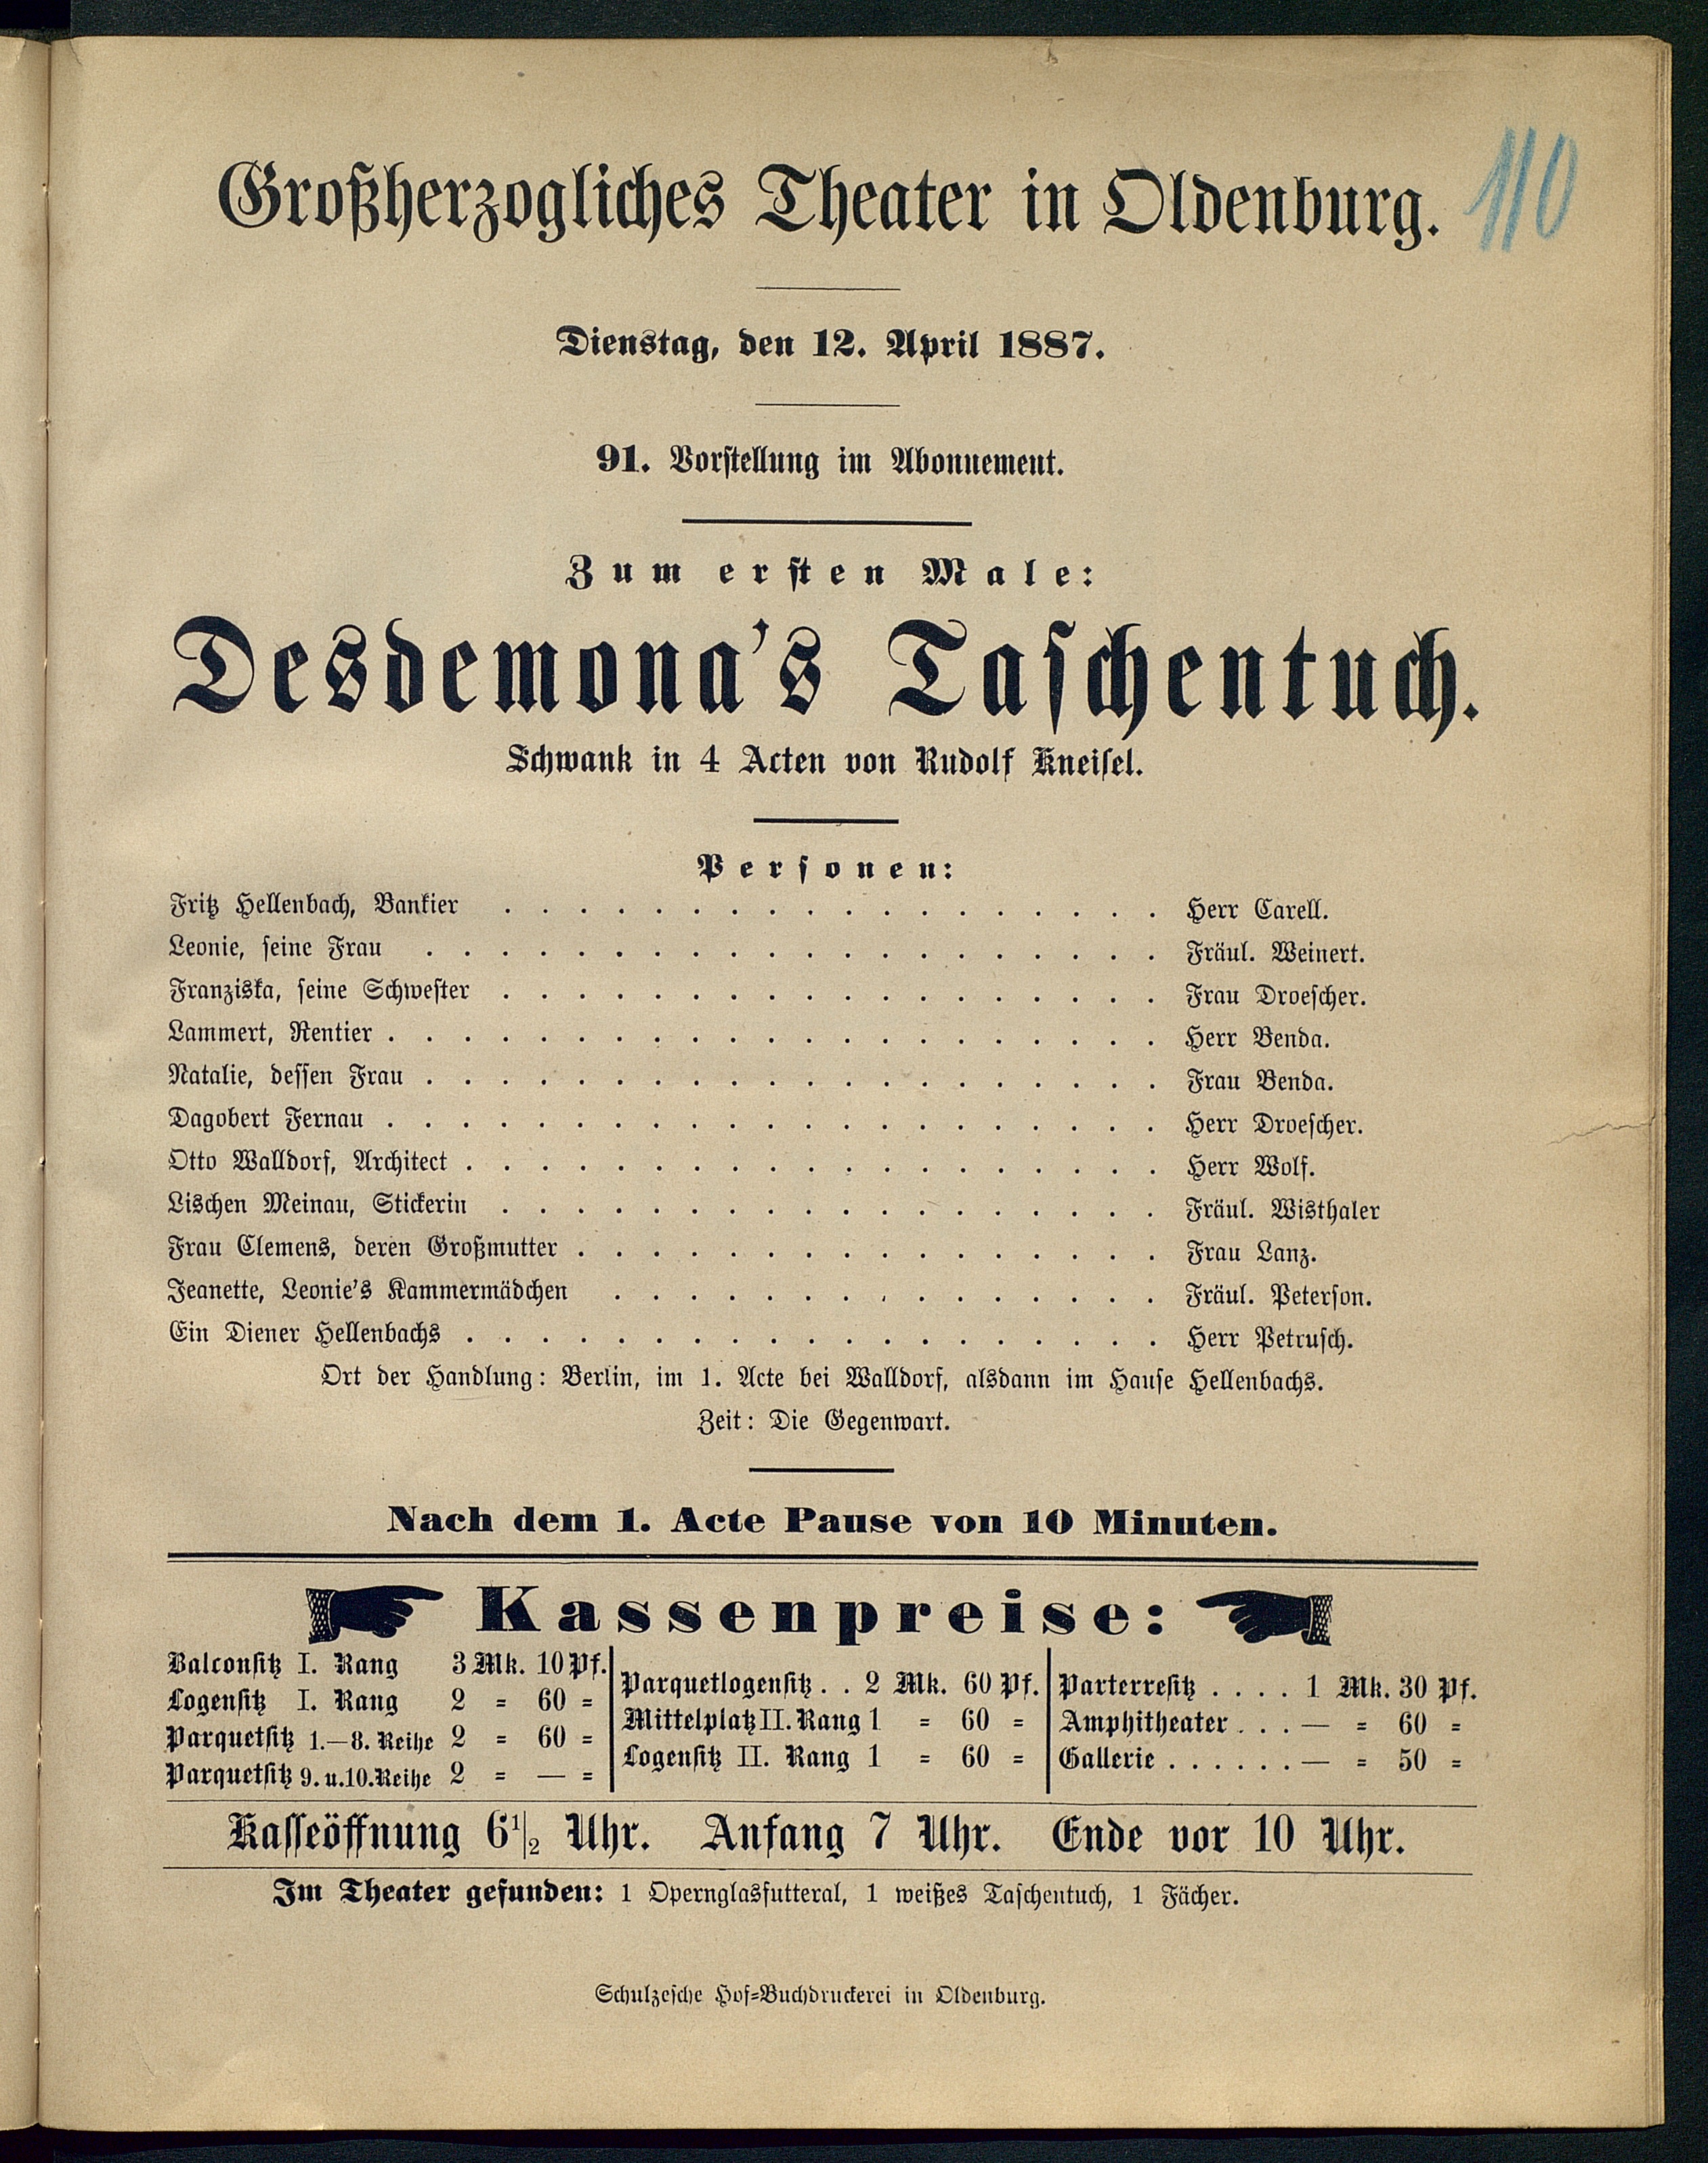 110
Großherzogliches Theater in Oldenburg.
Dienstag, den 12. April 1887.
91. Vorstellung im Abonnement.
Zum ersten Male:
Desdemona's Taschentuch.
Schwank in 4 Acten von Rudolf Kneisel.
Personen:
Fritz Hellenbach, Bankier . . . . . . . . . . . . . . . . . . Herr Carell.
Leonie, seine Frau . . . . . . . . . . . . . . . . . . . . Fräul. Weinert.
Franziska, seine Schwester . . . . . . . . . . . . . . . . . . Frau Droescher.
Lammert, Rentier . . . . . . . . . . . . . . . . . . . . . Herr Benda.
Natalie, dessen Frau . . . . . . . . . . . . . . . . . . . . Frau Benda.
Dagobert Fernau . . . . . . . . . . . . . . . . . . . . . Herr Droescher.
Otto Walldorf, Architect . . . . . . . . . . . . . . . . . . . Herr Wolf.
Lischen Meinau, Stickerin . . . . . . . . . . . . . . . . . . Fräul. Wisthaler
Frau Clemens, deren Großmutter . . . . . . . . . . . . . . . . Frau Lanz.
Jeanette, Leonie's Kammermädchen . . . . . . . . . . . . . . . Fräul. Peterson.
Ein Diener Hellenbachs . . . . . . . . . . . . . . . . . . . Herr Petrusch.
Ort der Handlung: Berlin, im 1. Acte bei Walldorf, alsdann im Hause Hellenbachs.
Zeit: Die Gegenwart.
Nach dem 1. Acte Pause von 10 Minuten.
Kassenpreise:
Balconsitz I. Rang 3 Mk. 10 Pf.
Logensitz I. Rang 2 = 60 =
Parquetsitz 1.—8. Reihe 2 = 60 =
Parquetsitz 9. u. 10. Reihe 2 = — =
Parquetlogensitz . . 2 Mk. 60 Pf.
Mittelplatz II. Rang 1 = 60 =
Logensitz II. Rang 1 = 60 =
Parterresitz . . . . 1 Mk. 30 Pf.
Amphitheater . . . — = 60 =
Gallerie . . . . . . — = 50 =
Kasseöffnung 6 1/2 Uhr. Anfang 7 Uhr. Ende vor 10 Uhr.
Im Theater gefunden: 1 Opernglasfutteral, 1 weißes Taschentuch, 1 Fächer.
Schulzesche Hof=Buchdruckerei in Oldenburg.